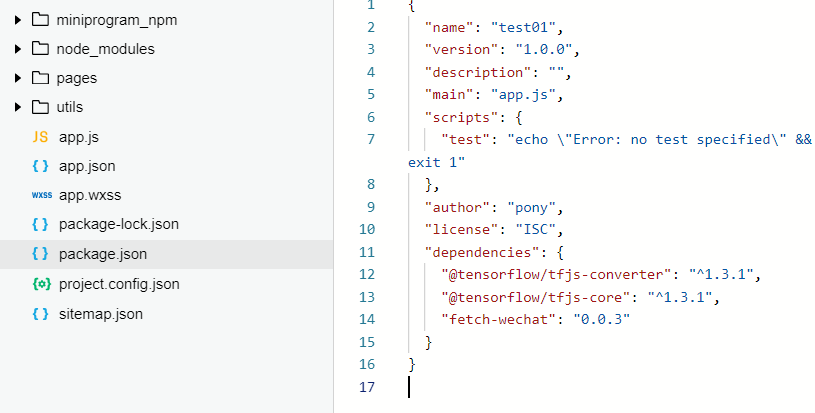 miniprogram_npm
node_modules
pages
utils
JS app.js
{ } app.json
wxss app.wxss
{ } package-lock.json
{ } package.json
{ } project.config.json
{ } sitemap.json
1 {
2 "name": "test01",
3 "version": "1.0.0",
4 "description": "",
5 "main": "app.js",
6 "scripts": {
7 "test": "echo \"Error: no test specified\" &&
exit 1"
8 },
9 "author": "pony",
10 "license": "ISC",
11 "dependencies": {
12 "@tensorflow/tfjs-converter": "^1.3.1",
13 "@tensorflow/tfjs-core": "^1.3.1",
14 "fetch-wechat": "0.0.3"
15 }
16 }
17